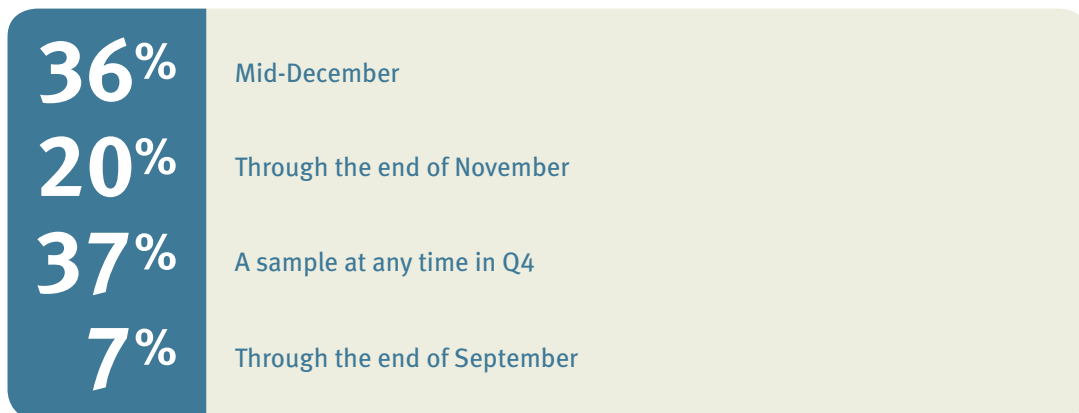 36% Mid-December
20% Through the end of November
37% A sample at any time in Q4
7% Through the end of September